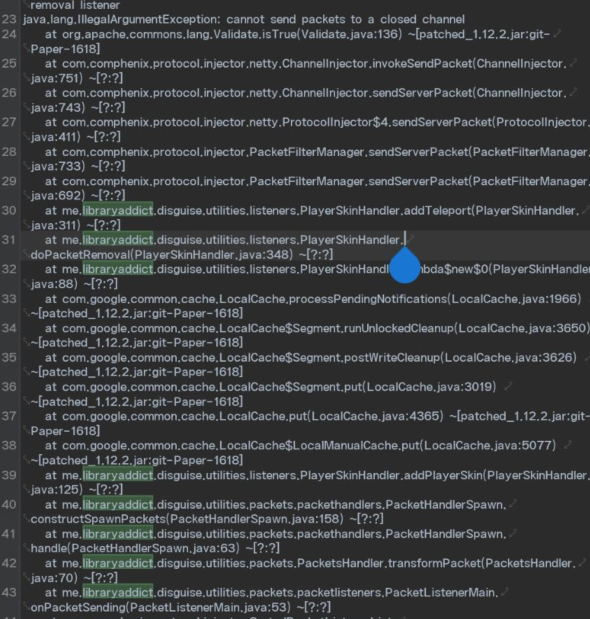 removal listener
23 java.lang.IllegalArgumentException: cannot send packets to a closed channel
24 at org.apache.commons.lang.Validate.isTrue(Validate.java:136) ~[patched_1.12.2.jar:git-
Paper-1618]
25 at com.comphenix.protocol.injector.netty.ChannelInjector.invokeSendPacket(ChannelInjector.
java:751) ~[?:?]
26 at com.comphenix.protocol.injector.netty.ChannelInjector.sendServerPacket(ChannelInjector.
java:743) ~[?:?]
27 at com.comphenix.protocol.injector.netty.ProtocolInjector$4.sendServerPacket(ProtocolInjector.
java:411) ~[?:?]
28 at com.comphenix.protocol.injector.PacketFilterManager.sendServerPacket(PacketFilterManager.
java:733) ~[?:?]
29 at com.comphenix.protocol.injector.PacketFilterManager.sendServerPacket(PacketFilterManager.
java:692) ~[?:?]
30 at me.libraryaddict.disguise.utilities.listeners.PlayerSkinHandler.addTeleport(PlayerSkinHandler.
java:311) ~[?:?]
31 at me.libraryaddict.disguise.utilities.listeners.PlayerSkinHandler.
doPacketRemoval(PlayerSkinHandler.java:348) ~[?:?]
32 at me.libraryaddict.disguise.utilities.listeners.PlayerSkinHandl bda$new$0(PlayerSkinHandler
java:88) ~[?:?]
33 at com.google.common.cache.LocalCache.processPendingNotifications(LocalCache.java:1966)
~[patched_1.12.2.jar:git-Paper-1618]
34 at com.google.common.cache.LocalCache$Segment.runUnlockedCleanup(LocalCache.java:3650)
~[patched_1.12.2.jar:git-Paper-1618]
35 at com.google.common.cache.LocalCache$Segment.postWriteCleanup(LocalCache.java:3626)
~[patched_1.12.2.jar:git-Paper-1618]
36 at com.google.common.cache.LocalCache$Segment.put(LocalCache.java:3019)
~[patched_1.12.2.jar:git-Paper-1618]
37 at com.google.common.cache.LocalCache.put(LocalCache.java:4365) ~[patched_1.12.2.jar:git-
Paper-1618]
38 at com.google.common.cache.LocalCache$LocalManualCache.put(LocalCache.java:5077)
~[patched_1.12.2.jar:git-Paper-1618]
39 at me.libraryaddict.disguise.utilities.listeners.PlayerSkinHandler.addPlayerSkin(PlayerSkinHandler.
java:125) ~[?:?]
40 at me.libraryaddict.disguise.utilities.packets.packethandlers.PacketHandlerSpawn.
constructSpawnPackets(PacketHandlerSpawn.java:158) ~[?:?]
41 at me.libraryaddict.disguise.utilities.packets.packethandlers.PacketHandlerSpawn.
handle(PacketHandlerSpawn.java:63) ~[?:?]
42 at me.libraryaddict.disguise.utilities.packets.PacketsHandler.transformPacket(PacketsHandler.
java:70) ~[?:?]
43 at me.libraryaddict.disguise.utilities.packets.packetlisteners.PacketListenerMain.
onPacketSending(PacketListenerMain.java:53) ~[?:?]